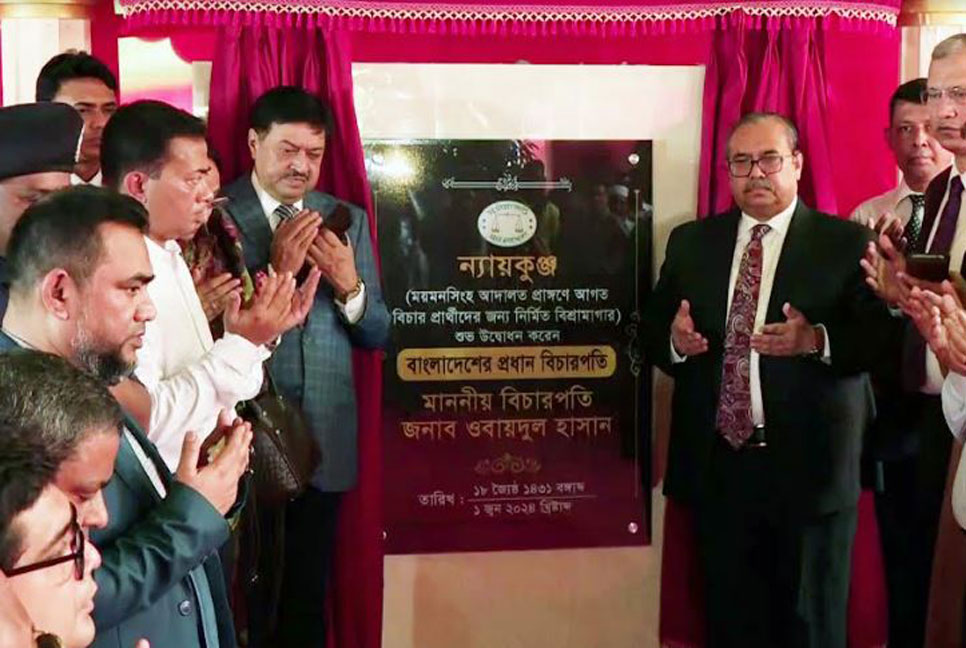 ন্যায়কুঞ্জ
(ময়মনসিংহ আদালত প্রাঙ্গণে আগত
বিচার প্রার্থীদের জন্য নির্মিত বিশ্রামাগার)
শুভ উদ্বোধন করেন
বাংলাদেশের প্রধান বিচারপতি
মাননীয় বিচারপতি
জনাব ওবায়দুল হাসান
তারিখ : ১৮ জ্যৈষ্ঠ ১৪৩১ বঙ্গাব্দ
১ জুন ২০২৪ খ্রিষ্টাব্দ